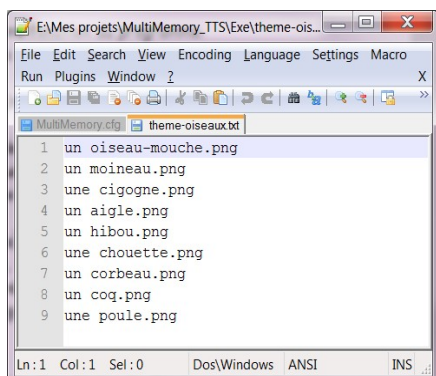 E:\Mes projets\MultiMemory_TTS\Exe\theme-ois...
File Edit Search View Encoding Language Settings Macro
Run Plugins Window ? X
MultiMemory.cfg theme-oiseaux.txt
1 un oiseau-mouche.png
2 un moineau.png
3 une cigogne.png
4 un aigle.png
5 un hibou.png
6 une chouette.png
7 un corbeau.png
8 un coq.png
9 une poule.png
Ln : 1 Col : 1 Sel : 0 Dos\Windows ANSI INS